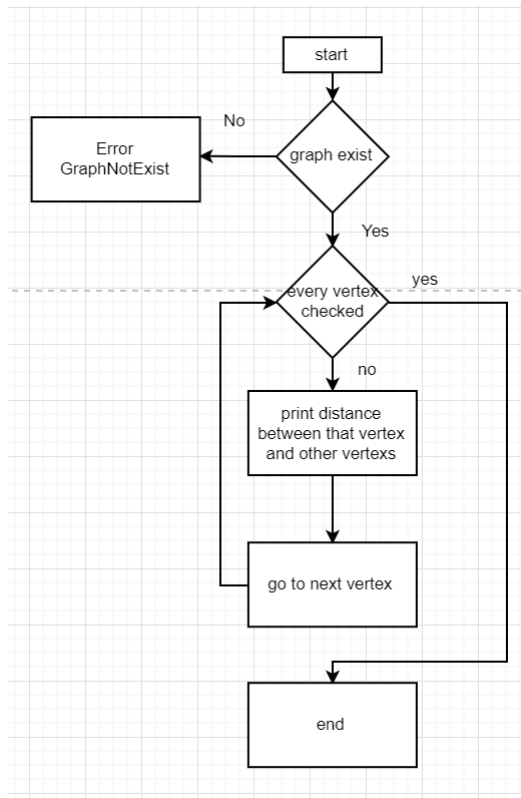 start
No
Error
GraphNotExist
graph exist
Yes
every vertex
checked
yes
no
print distance
between that vertex
and other vertexs
go to next vertex
end